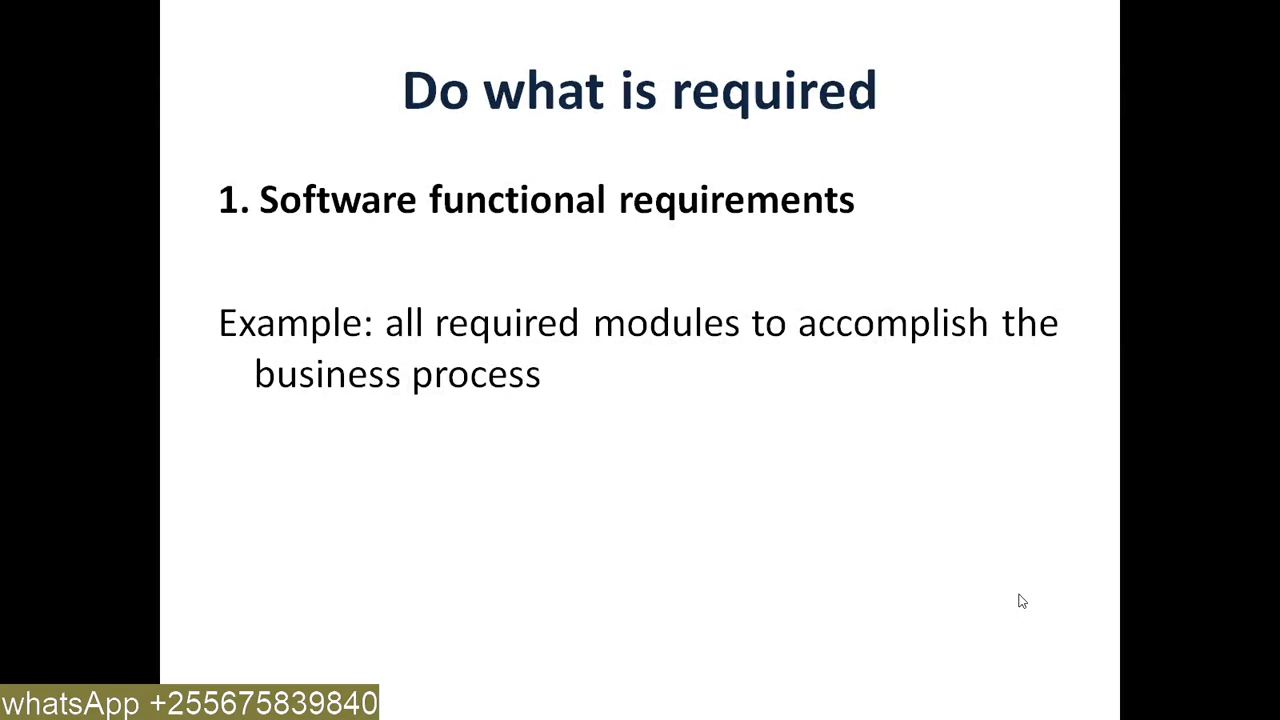 Do what is required
1. Software functional requirements
Example: all required modules to accomplish the
business process
whatsApp +255675839840